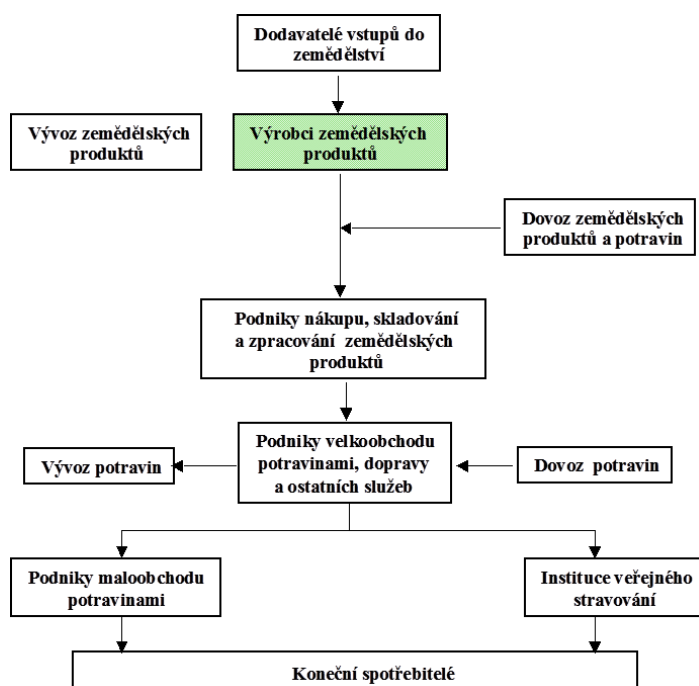 Dodavatelé vstupů do
zemědělství
Vývoz zemědělských
produktů
Výrobci zemědělských
produktů
Dovoz zemědělských
produktů a potravin
Podniky nákupu, skladování
a zpracování zemědělských
produktů
Vývoz potravin
Podniky velkoobchodu
potravinami, dopravy
a ostatních služeb
Dovoz potravin
Podniky maloobchodu
potravinami
Instituce veřejného
stravování
Koneční spotřebitelé